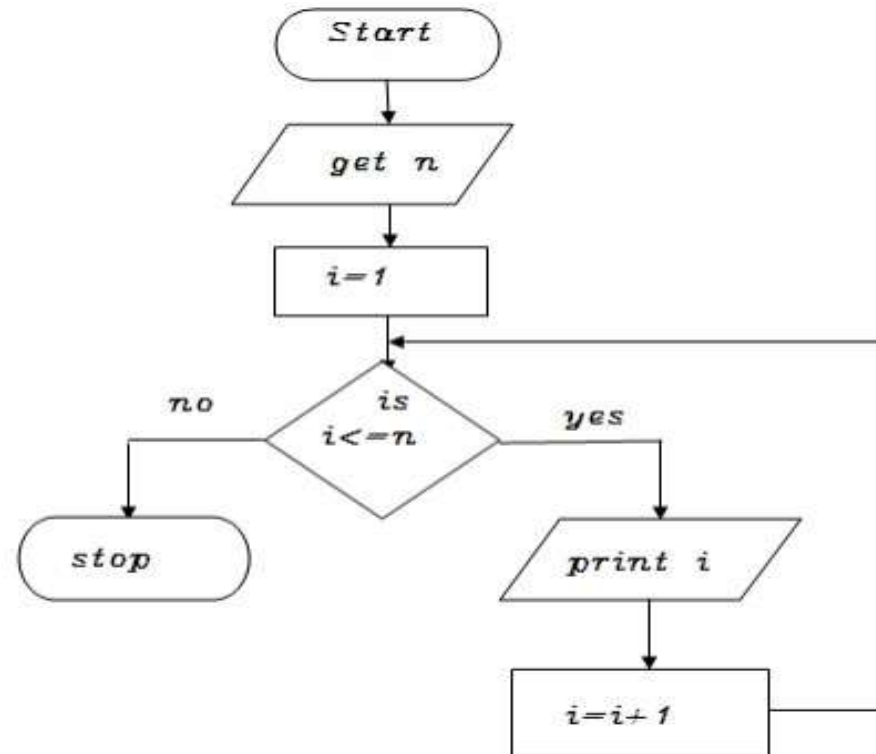 Start
get n
i=1
is
i<=n
no
yes
stop
print i
i=i+1